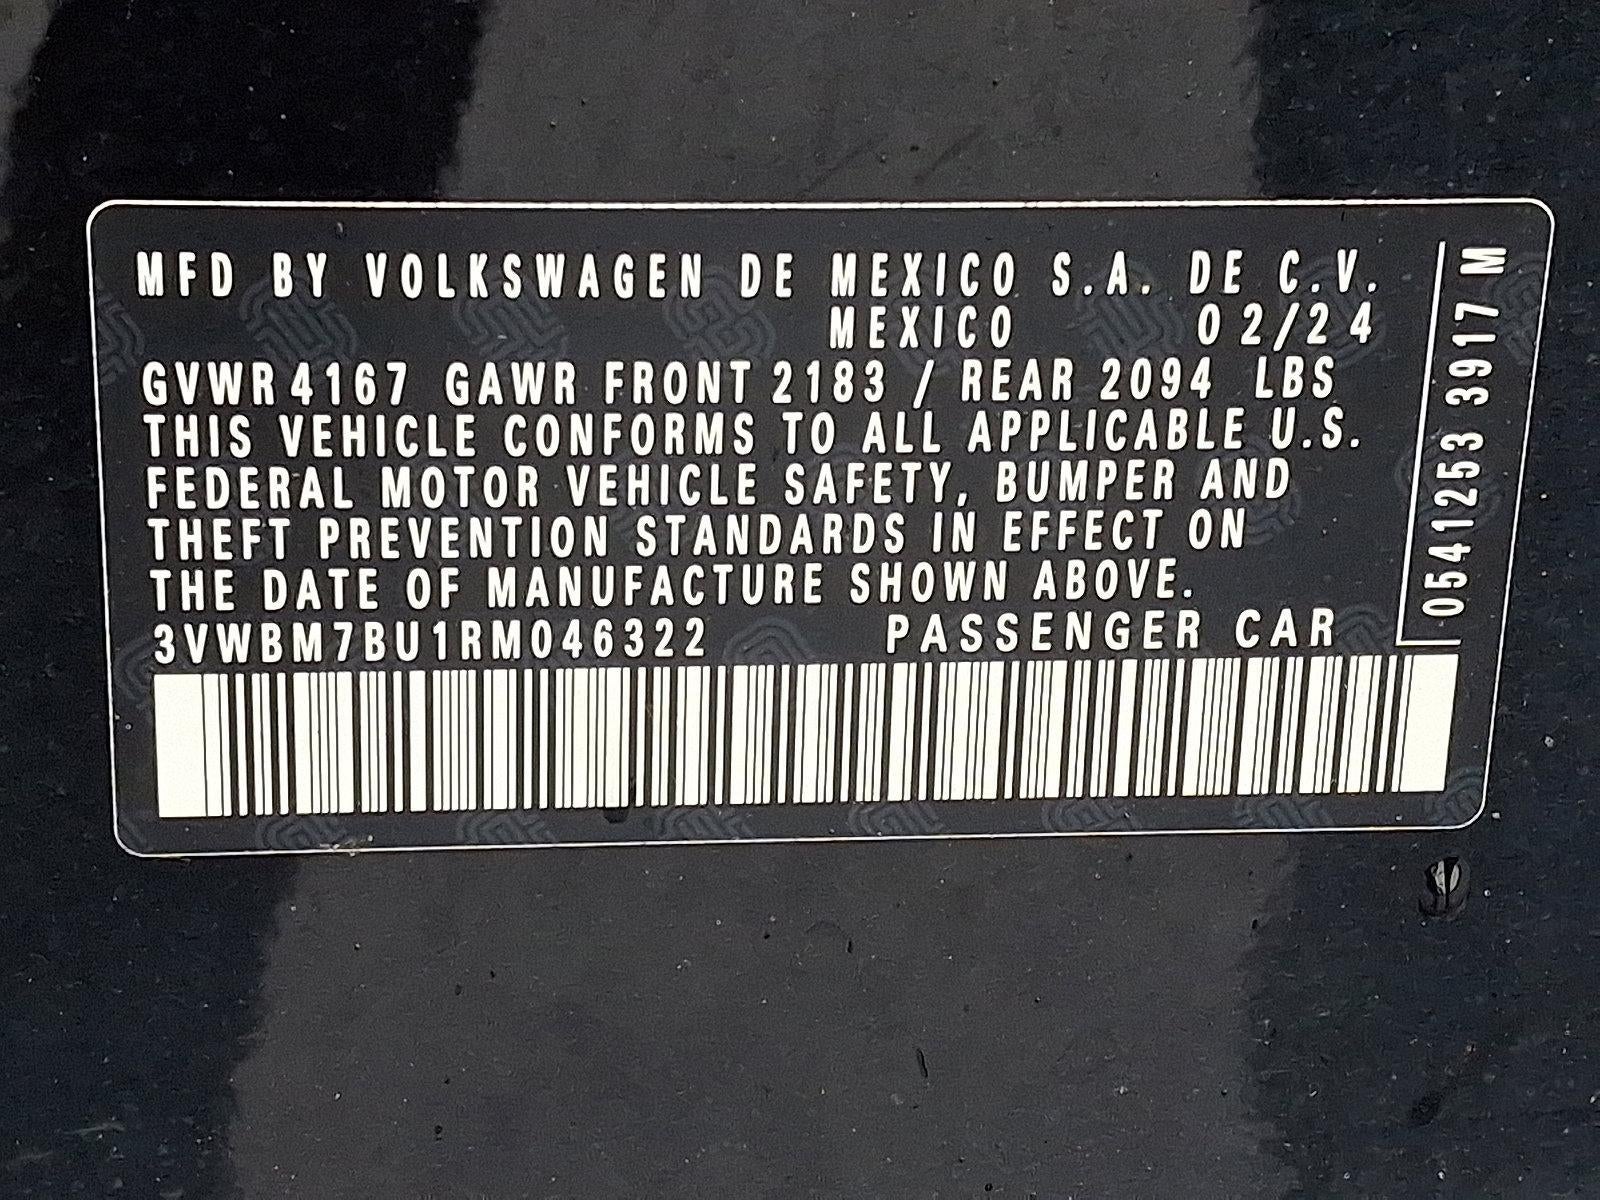 MFD BY VOLKSWAGEN DE MEXICO S.A. DE C.V.
MEXICO 02/24
GVWR 4167 GAWR FRONT 2183 / REAR 2094 LBS
THIS VEHICLE CONFORMS TO ALL APPLICABLE U.S.
FEDERAL MOTOR VEHICLE SAFETY, BUMPER AND
THEFT PREVENTION STANDARDS IN EFFECT ON
THE DATE OF MANUFACTURE SHOWN ABOVE.
3VWBM7BU1RM046322 PASSENGER CAR
0541253 3917 M